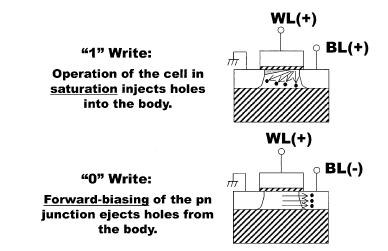 WL(+)
“1” Write:
BL(+)
Operation of the cell in
saturation injects holes
into the body.
WL(+)
“0” Write:
BL(-)
Forward-biasing of the pn
junction ejects holes from
the body.